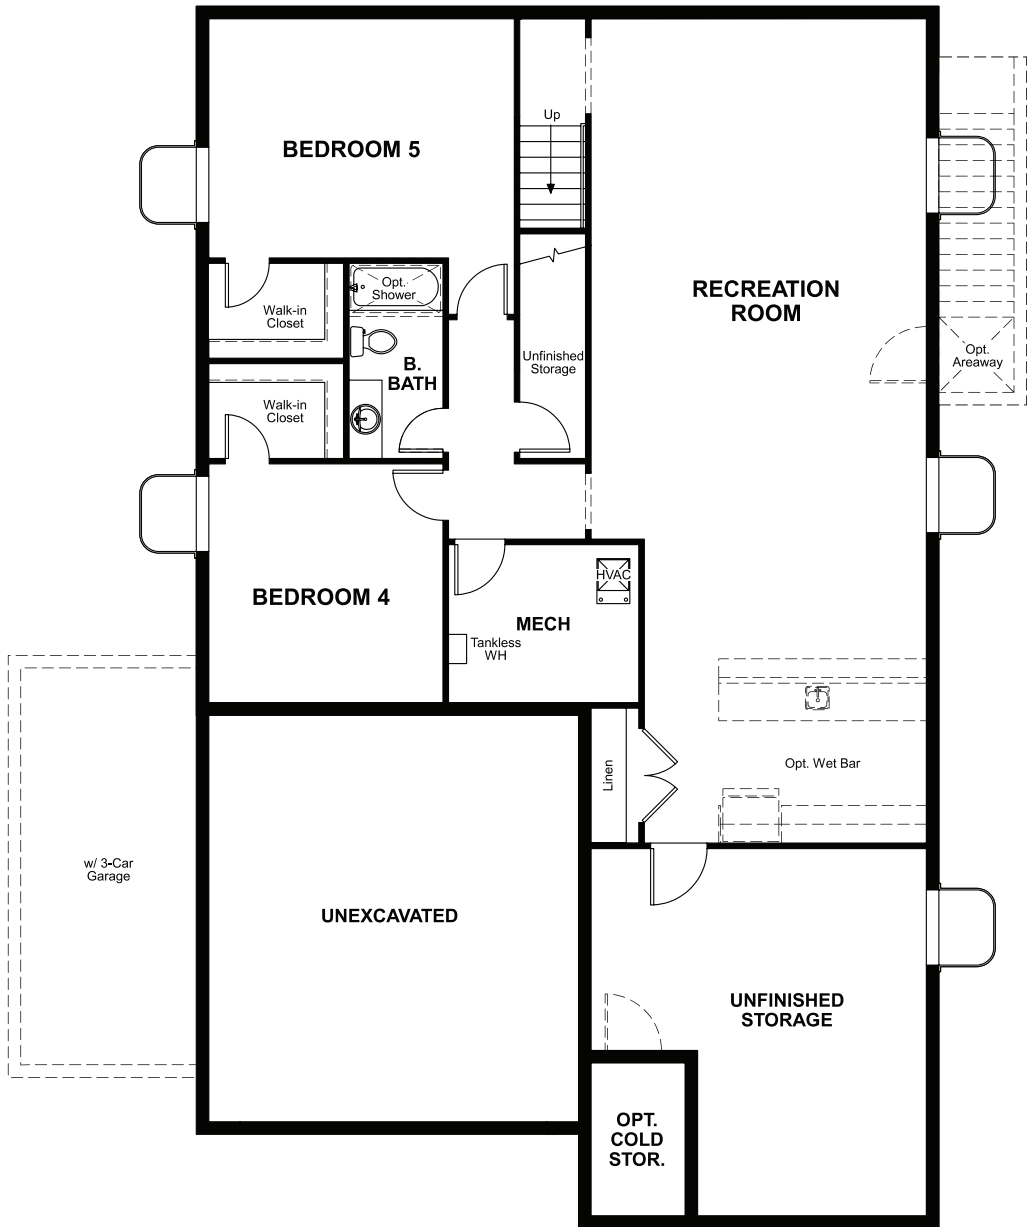 Up
BEDROOM 5
RECREATION
ROOM
Opt.
Shower
Walk-in
Closet
Unfinished
Storage
B.
BATH
Opt.
Areaway
Walk-in
Closet
HVAC
BEDROOM 4
MECH
Tankless
WH
Linen
Opt. Wet Bar
w/ 3-Car
Garage
UNEXCAVATED
UNFINISHED
STORAGE
OPT.
COLD
STOR.